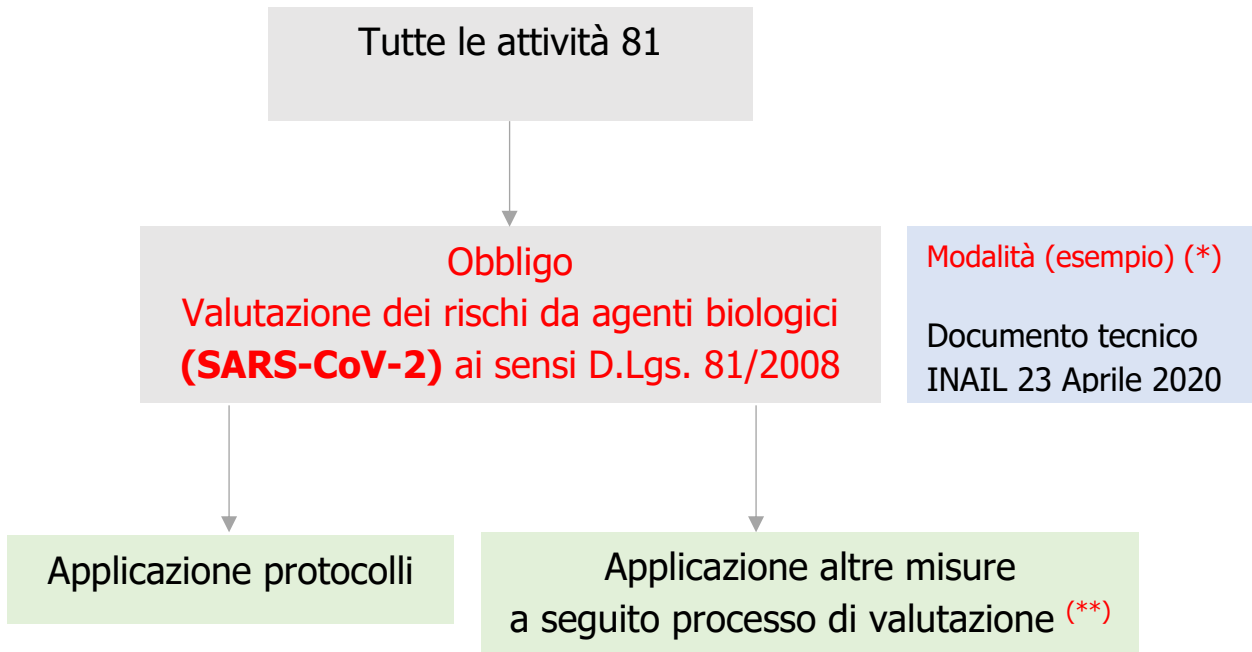 Tutte le attività 81
Obbligo
Valutazione dei rischi da agenti biologici
(SARS-CoV-2) ai sensi D.Lgs. 81/2008
Modalità (esempio) (*)
Documento tecnico
INAIL 23 Aprile 2020
Applicazione protocolli
Applicazione altre misure
a seguito processo di valutazione (**)